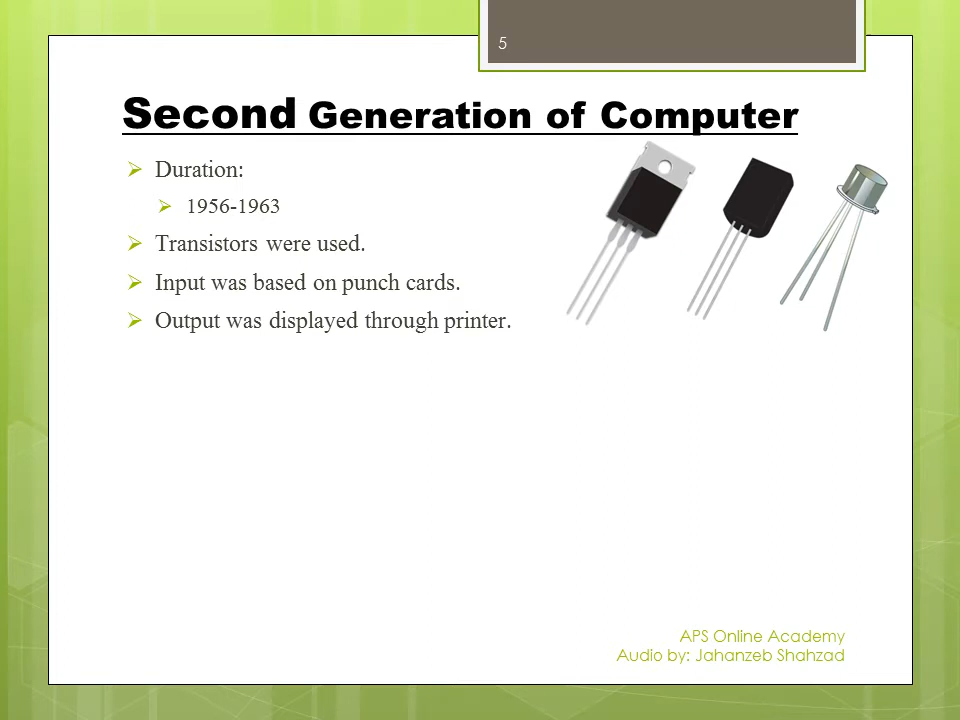 5
Second Generation of Computer
Duration:
1956-1963
Transistors were used.
Input was based on punch cards.
Output was displayed through printer.
APS Online Academy
Audio by: Jahanzeb Shahzad